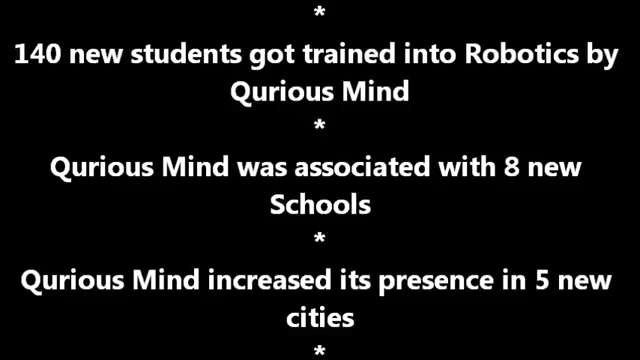 *
140 new students got trained into Robotics by
Qurious Mind
*
Qurious Mind was associated with 8 new
Schools
*
Qurious Mind increased its presence in 5 new
cities
*